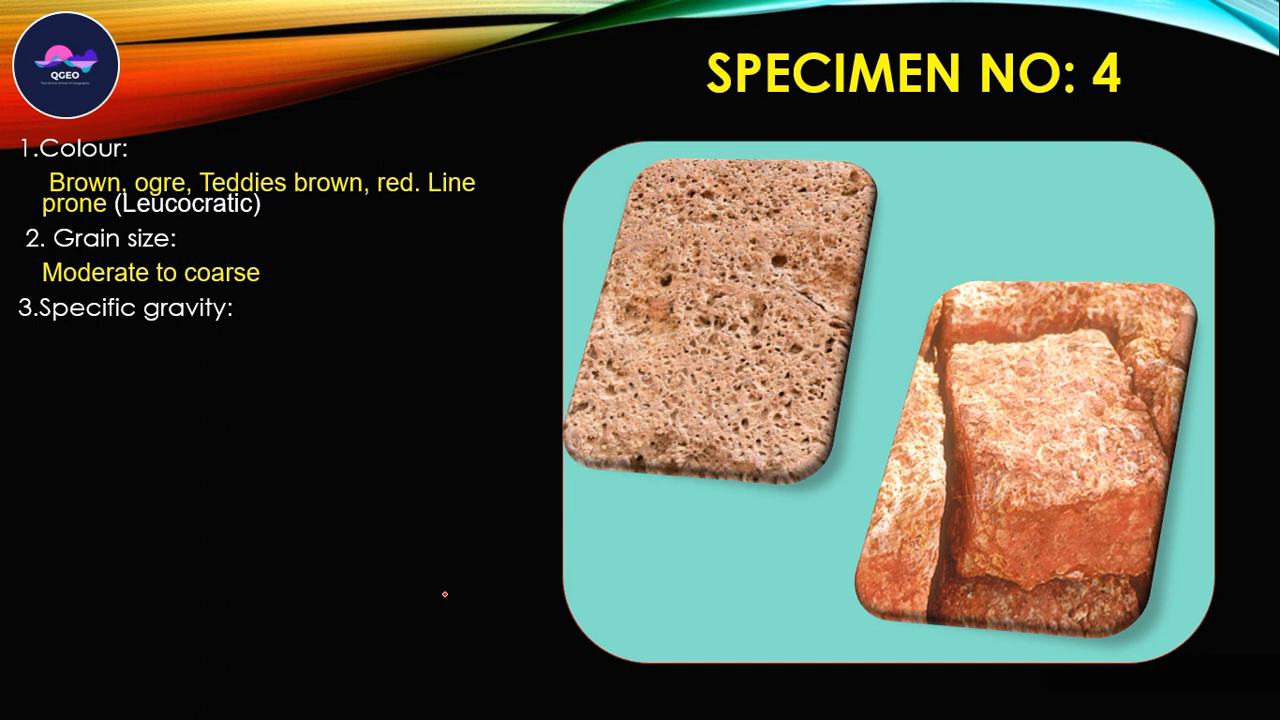 QGEO
SPECIMEN NO: 4
1.Colour:
Brown, ogre, Teddies brown, red. Line
prone (Leucocratic)
2. Grain size:
Moderate to coarse
3.Specific gravity: